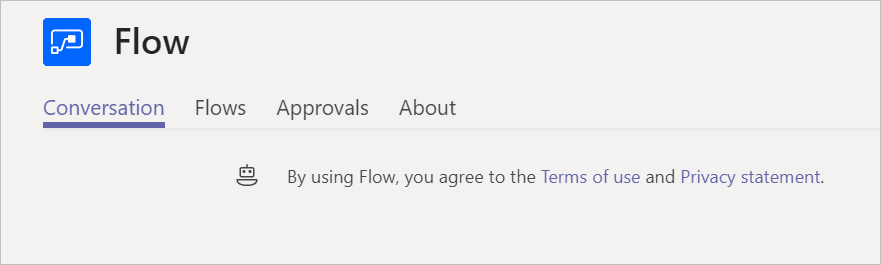 Flow
Conversation Flows Approvals About
By using Flow, you agree to the Terms of use and Privacy statement.